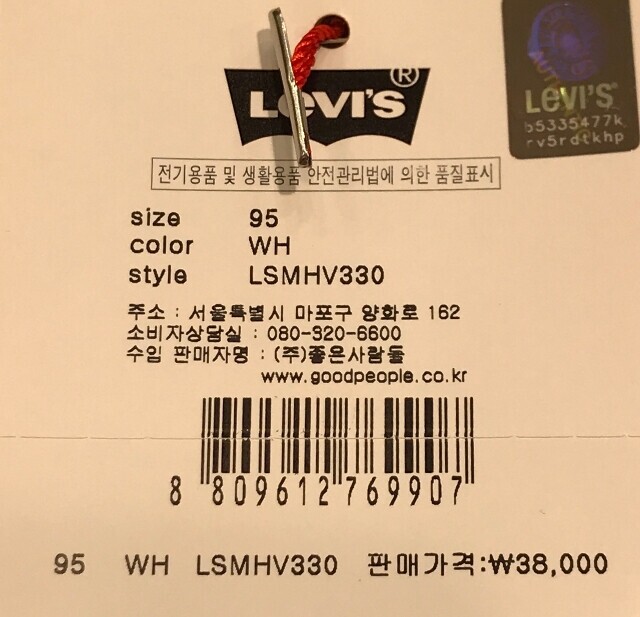 LEVI'S®
AUT
LEVI'S
b5335477k
rv5rdtkhp
전기용품 및 생활용품 안전관리법에 의한 품질표시
size 95
color WH
style LSMHV330
주소 : 서울특별시 마포구 양화로 162
소비자상담실 : 080-320-6600
수입 판매자명 : (주)좋은사람들
www.goodpeople.co.kr
8 809612 769907
95 WH LSMHV330 판매가격:₩38,000